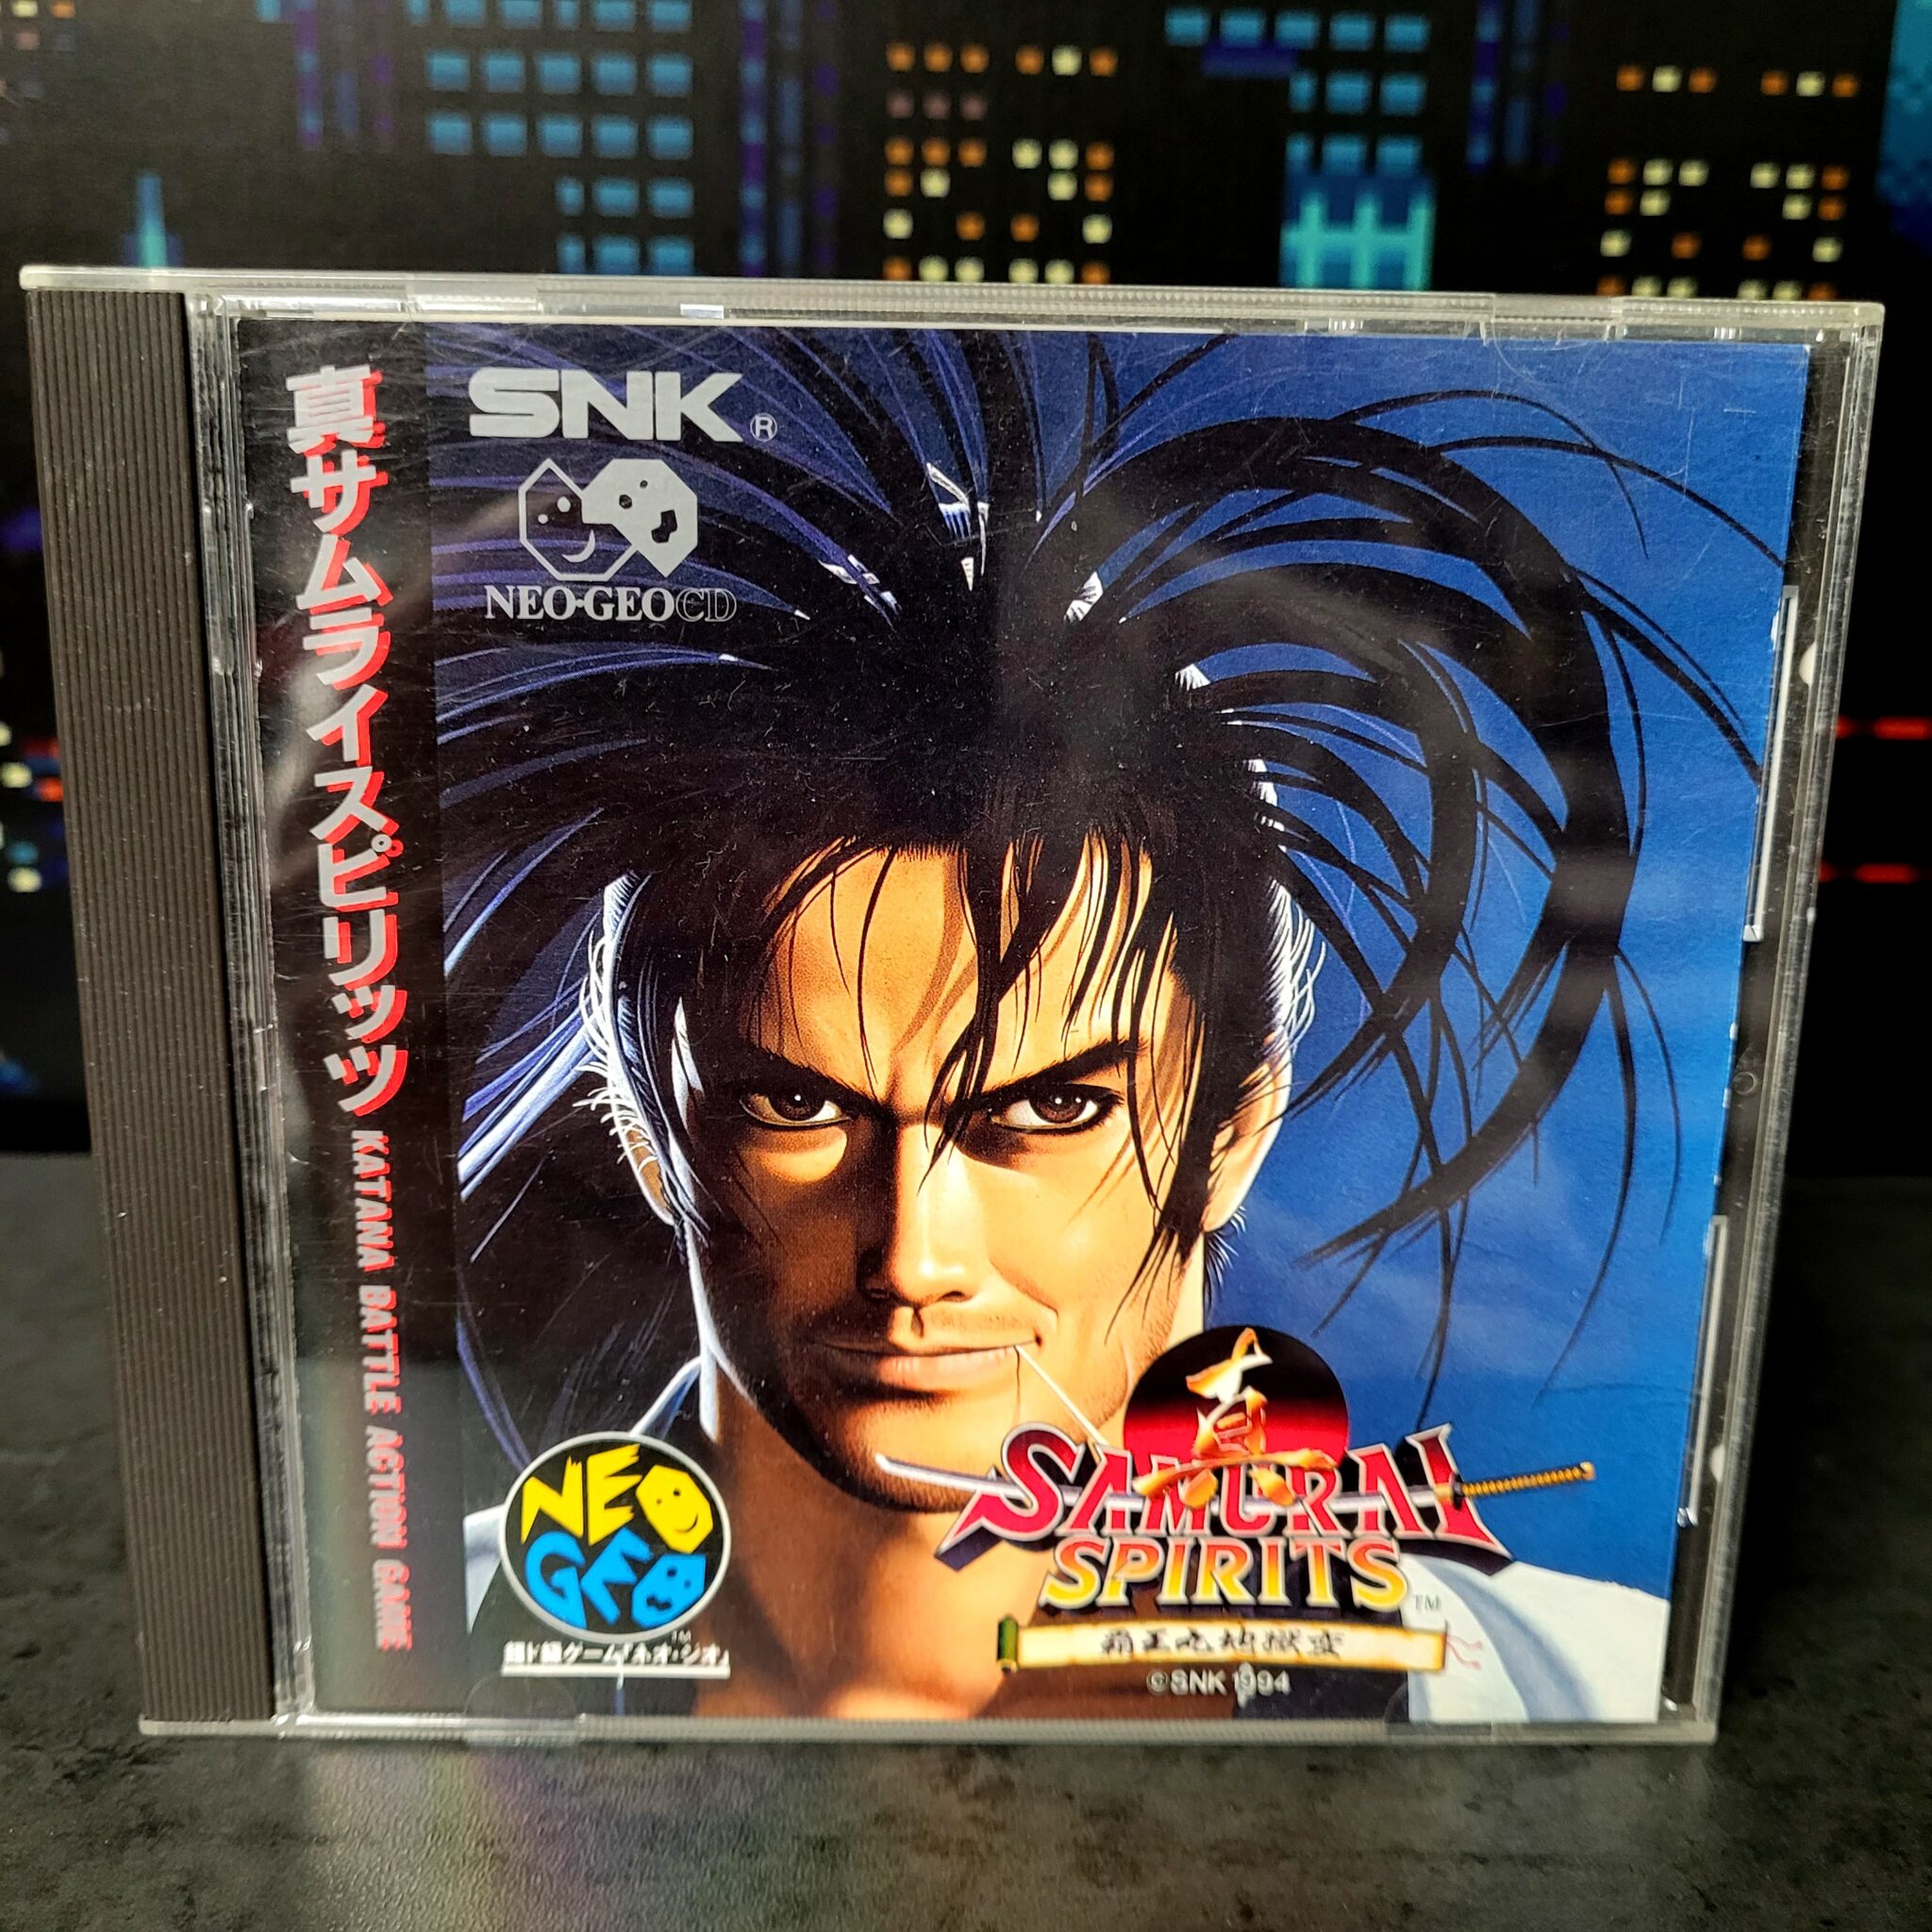 真サムライスピリッツ KATANA BATTLE ACTION GAME
SNK®
NEO·GEO CD
NEO
GEO
™
超ド級ゲーム『ネオ・ジオ』
真
SAMURAI
SPIRITS™
覇王丸地獄変
©SNK 1994